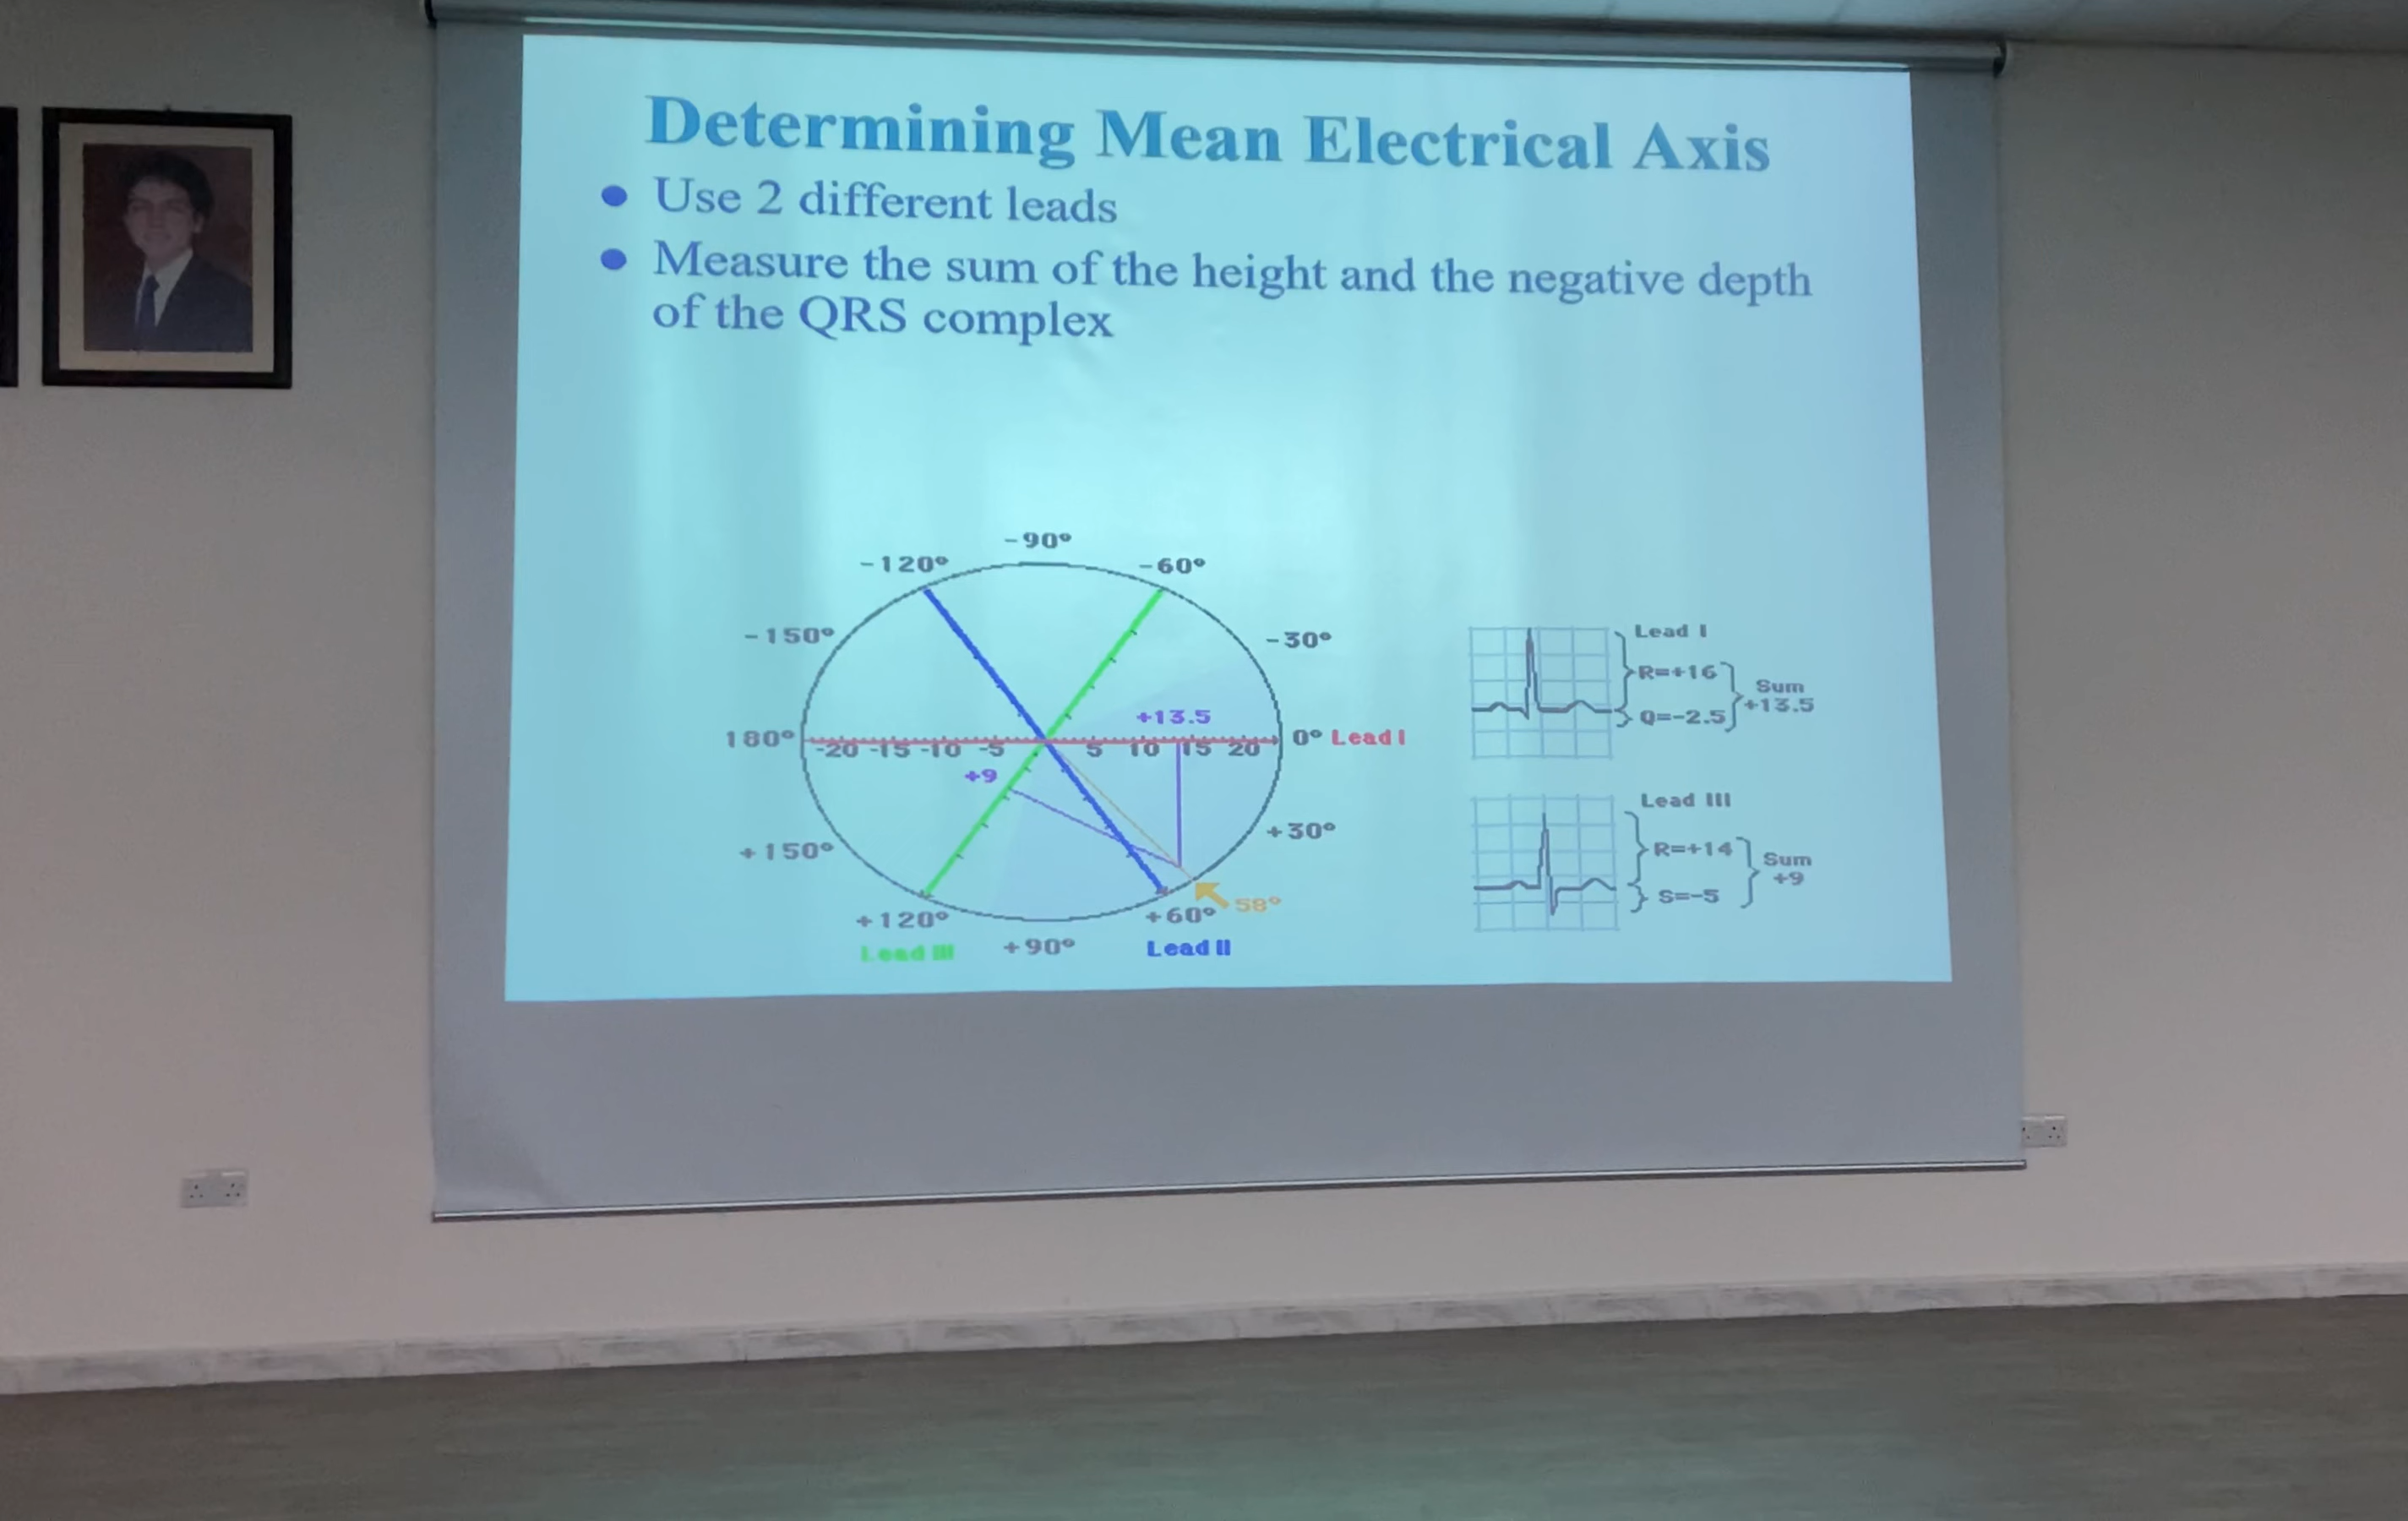 Determining Mean Electrical Axis
● Use 2 different leads
● Measure the sum of the height and the negative depth
of the QRS complex
-90°
-120°
-60°
-150°
-30°
+13.5
180°
-20 -15 -10 -5 5 10 15 20
0° Lead I
+9
+150°
+30°
58°
+120°
+60°
Lead III
+90°
Lead II
Lead I
R=+16
Q=-2.5
Sum
+13.5
Lead III
R=+14
S=-5
Sum
+9